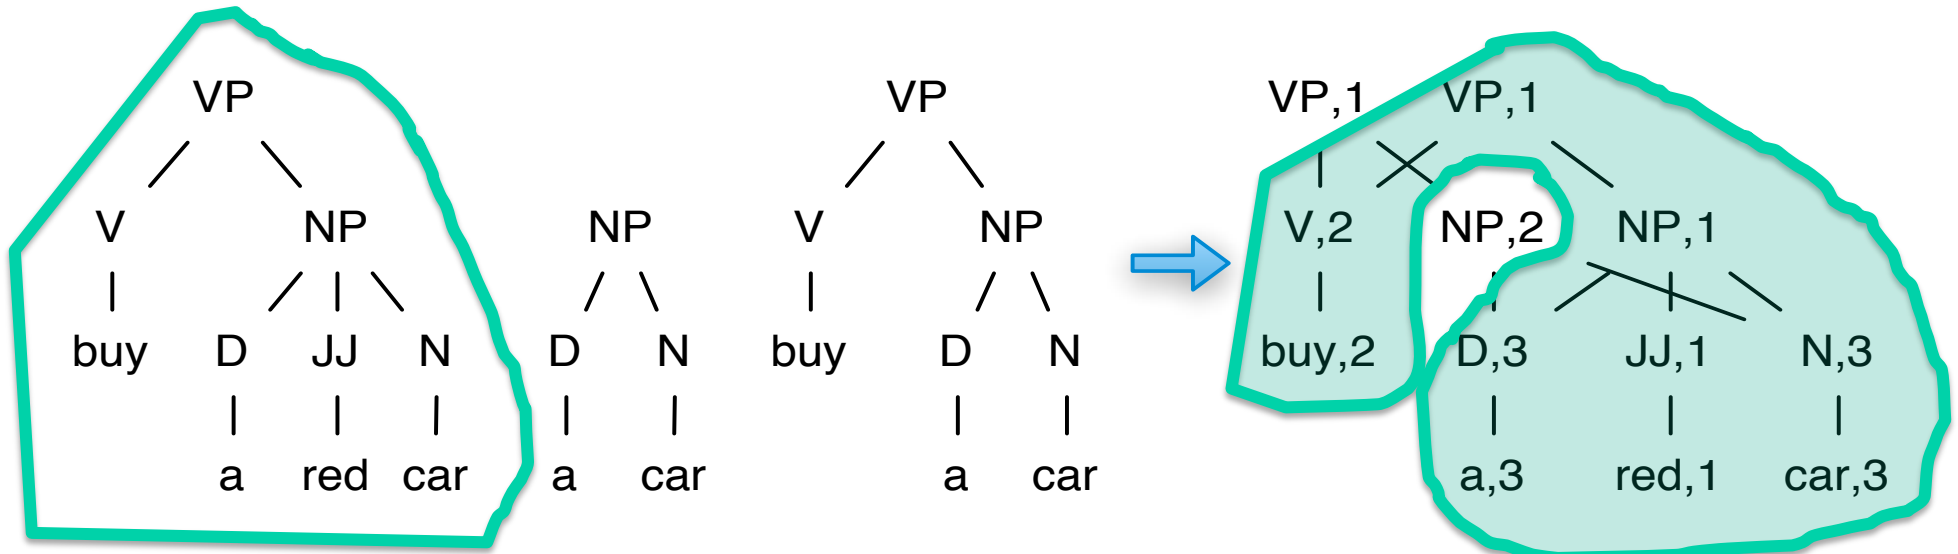 VP VP VP,1 VP,1
V NP NP V NP V,2 NP,2 NP,1
buy D JJ N D N buy D N buy,2 D,3 JJ,1 N,3
a red car a car a car a,3 red,1 car,3